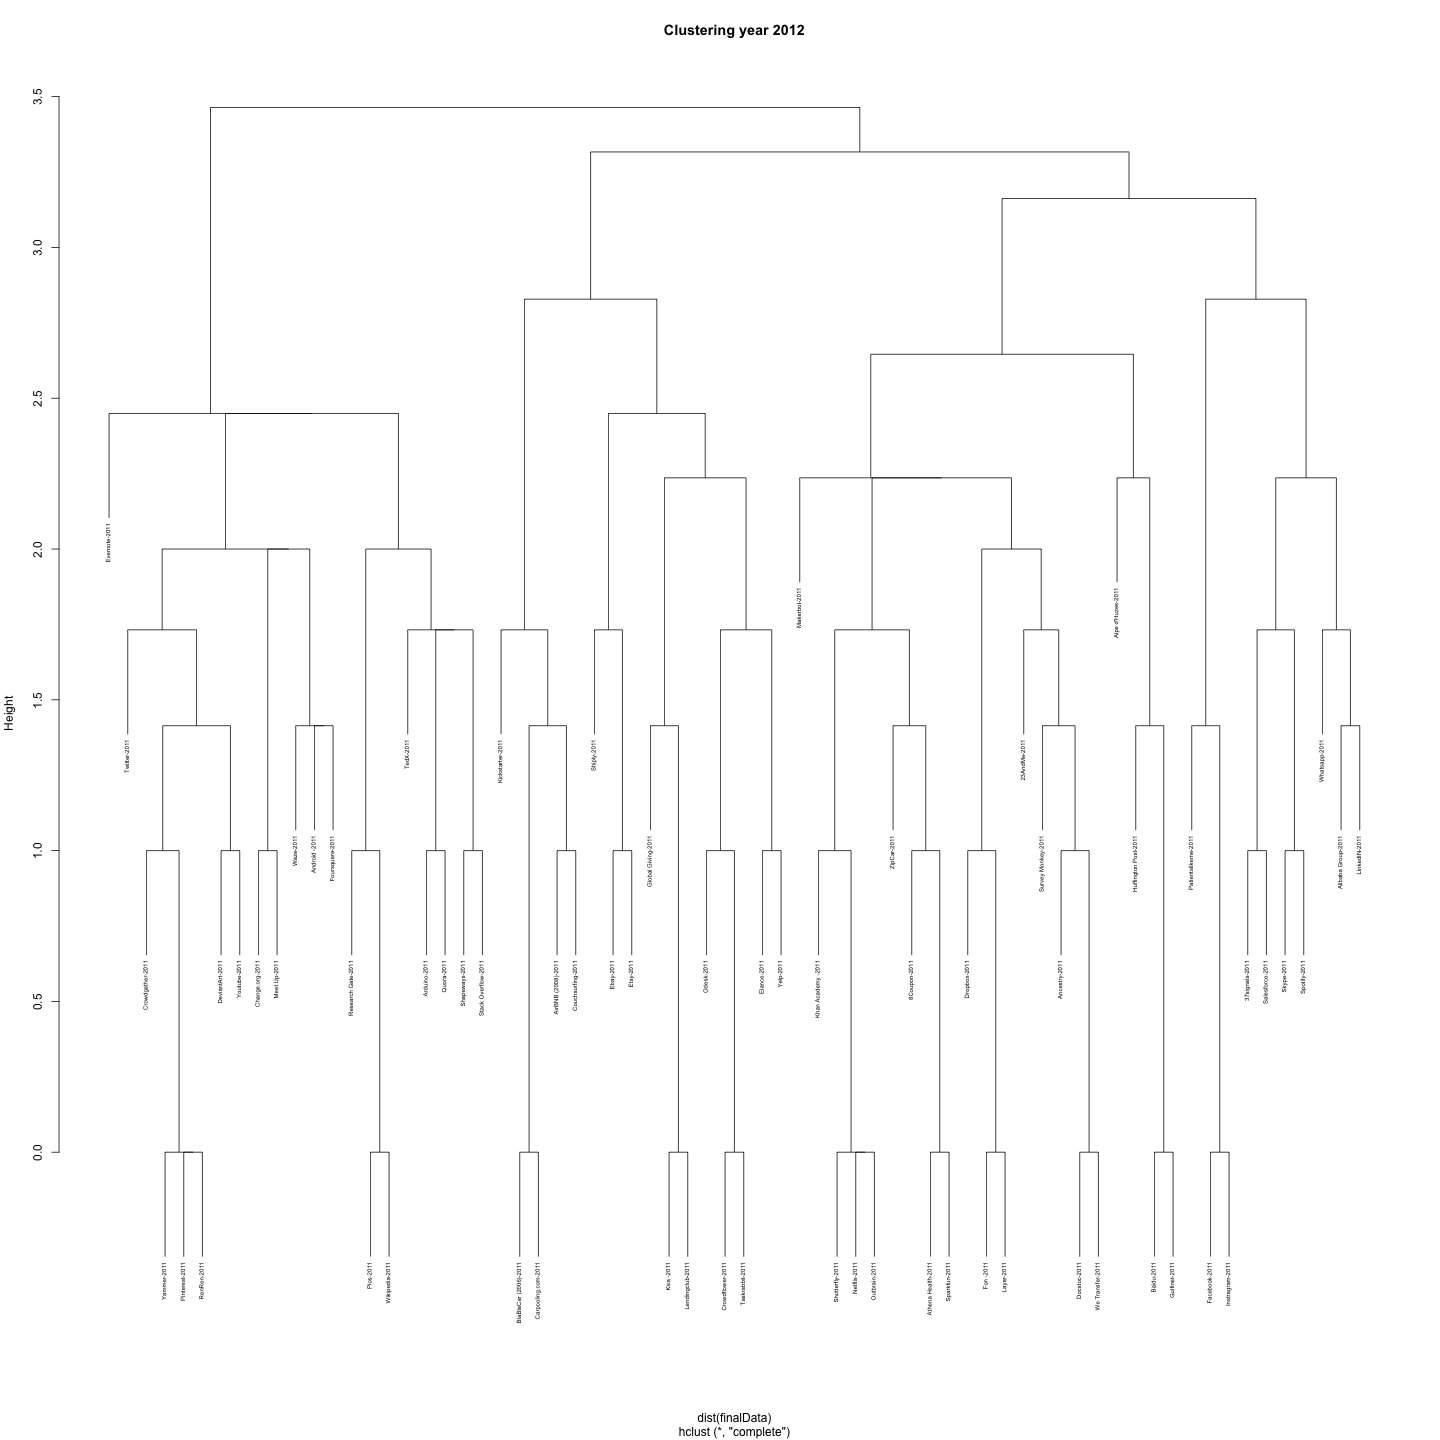 Clustering year 2012
Height
3.5
3.0
2.5
2.0
1.5
1.0
0.5
0.0
Evernote-2011
Twitter-2011
Crowdgather-2011
Yammer-2011
Pinterest-2011
RenRen-2011
DeviantArt-2011
Youtube-2011
Change.org-2011
Meet Up-2011
Waze-2011
Android -2011
Foursquare-2011
Research Gate-2011
Plos-2011
Wikipedia-2011
TedX-2011
Arduino-2011
Quora-2011
Shapeways-2011
Stack Overflow-2011
Kickstarter-2011
BlaBlaCar (2006)-2011
Carpooling.com-2011
AirBNB (2008)-2011
Couchsurfing-2011
Shiply-2011
Ebay-2011
Etsy-2011
Global Giving-2011
Kiva -2011
Lendingclub-2011
Odesk-2011
Crowdflower-2011
Taskrabbit-2011
Elance-2011
Yelp-2011
Makerbot-2011
Khan Academy -2011
Shutterfly-2011
Netflix-2011
Outbrain-2011
ZipCar-2011
8Coupon-2011
Athena Health-2011
Sparkfun-2011
Dropbox-2011
Fon -2011
Layar-2011
23AndMe-2011
Survey Monkey-2011
Ancestry-2011
Docstoc-2011
We Transfer-2011
Alpe d'Huzes-2011
Huffington Post-2011
Baidu-2011
Gutfinet-2011
Patientslikeme-2011
Facebook-2011
Instragram-2011
37signals-2011
Salesforce-2011
Skype-2011
Spotify-2011
Whatsapp-2011
Alibaba Group-2011
LinkedIN-2011
dist(finalData)
hclust (*, "complete")